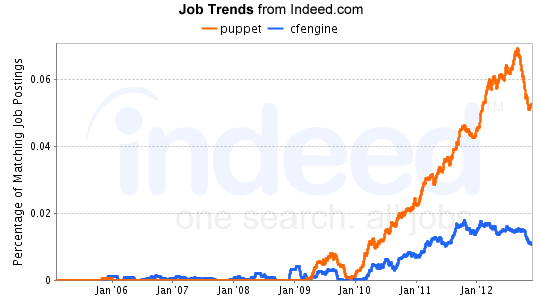 Job Trends from Indeed.com
puppet cfengine
Percentage of Matching Job Postings
0.06
0.04
0.02
0
indeed
TM
one search. all jobs.
Jan'06 Jan'07 Jan'08 Jan'09 Jan'10 Jan'11 Jan'12